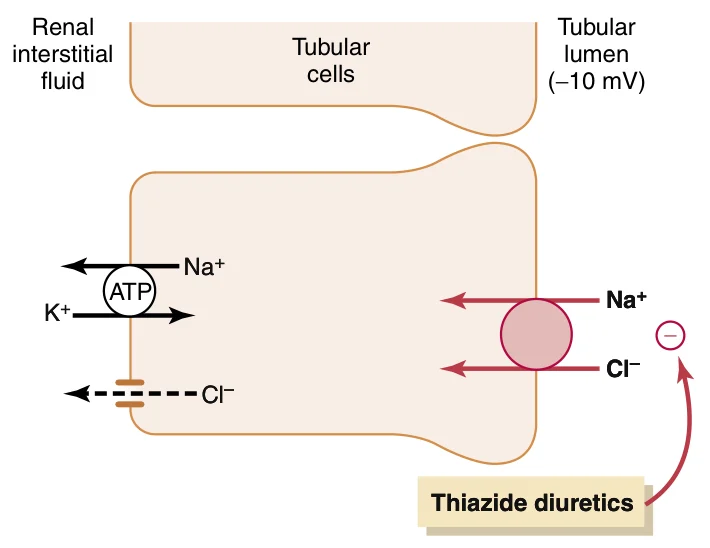 Renal
interstitial
fluid
Tubular
cells
Tubular
lumen
(–10 mV)
Na⁺
ATP
K⁺
Cl⁻
Na⁺
Cl⁻
−
Thiazide diuretics